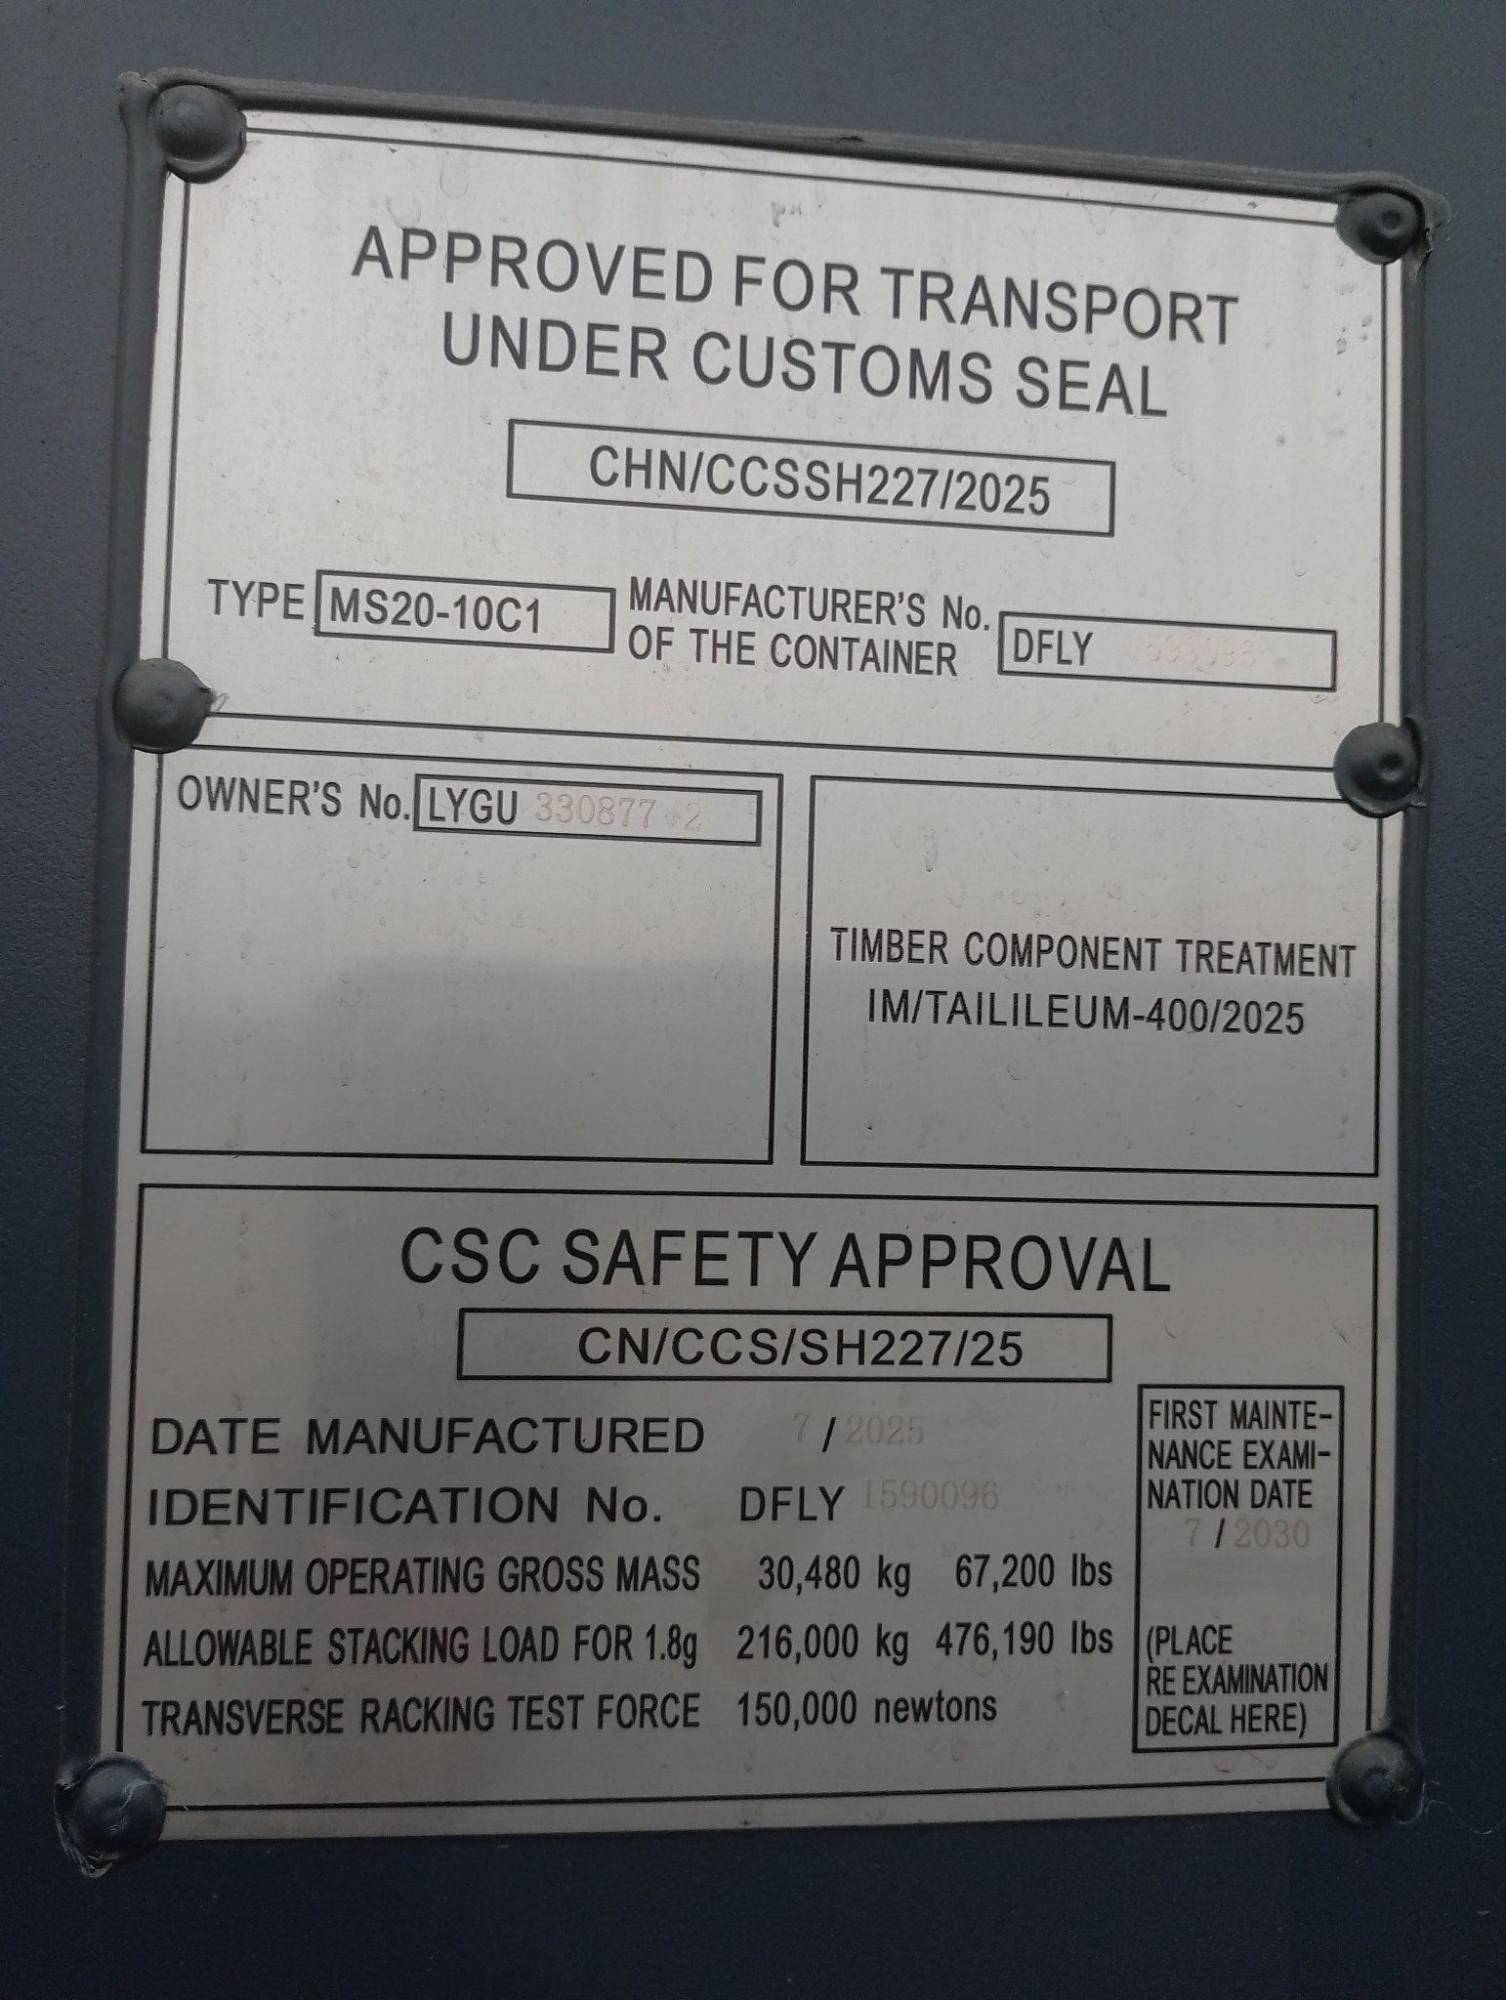 APPROVED FOR TRANSPORT
UNDER CUSTOMS SEAL
CHN/CCSSH227/2025
TYPE MS20-10C1 MANUFACTURER'S No.
OF THE CONTAINER DFLY
OWNER'S No. LYGU 330877 2
TIMBER COMPONENT TREATMENT
IM/TAILILEUM-400/2025
CSC SAFETY APPROVAL
CN/CCS/SH227/25
DATE MANUFACTURED 7 / 2025
IDENTIFICATION No. DFLY 1590096
MAXIMUM OPERATING GROSS MASS 30,480 kg 67,200 lbs
ALLOWABLE STACKING LOAD FOR 1.8g 216,000 kg 476,190 lbs
TRANSVERSE RACKING TEST FORCE 150,000 newtons
FIRST MAINTE-
NANCE EXAMI-
NATION DATE
7 / 2030
(PLACE
RE EXAMINATION
DECAL HERE)